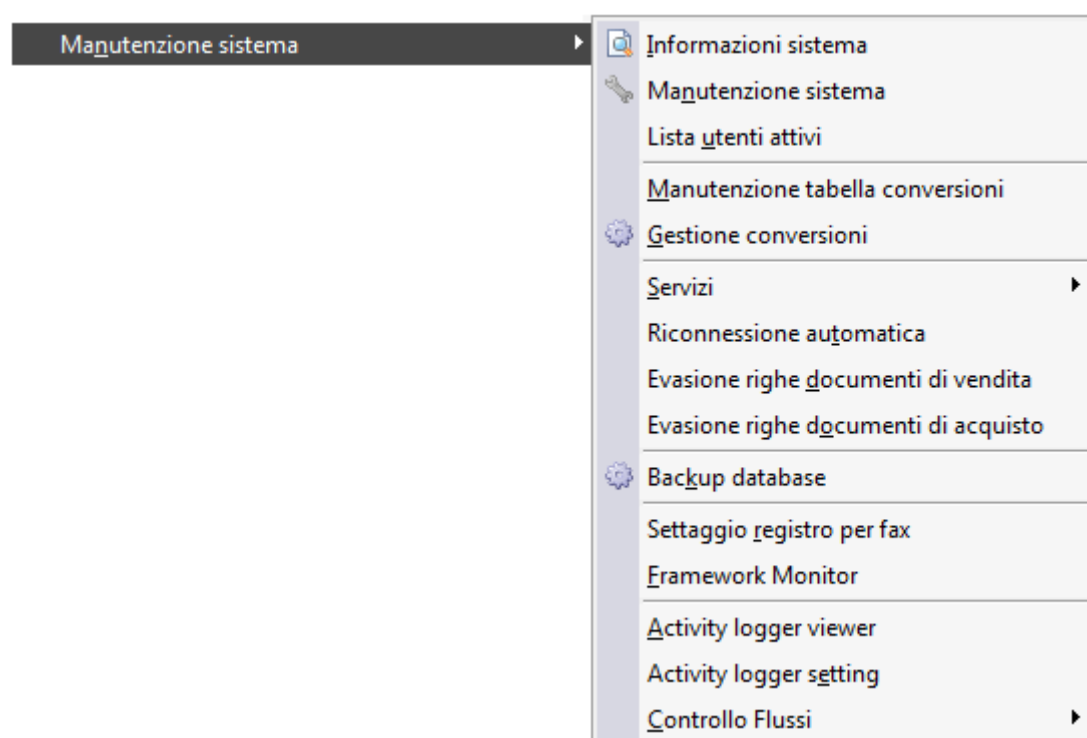 Manutenzione sistema
Informazioni sistema
Manutenzione sistema
Lista utenti attivi
Manutenzione tabella conversioni
Gestione conversioni
Servizi
Riconnessione automatica
Evasione righe documenti di vendita
Evasione righe documenti di acquisto
Backup database
Settaggio registro per fax
Framework Monitor
Activity logger viewer
Activity logger setting
Controllo Flussi